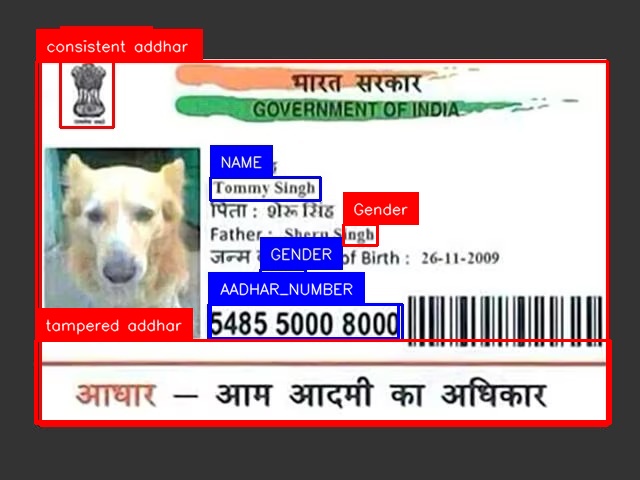 consistent addhar
भारत सरकार
GOVERNMENT OF INDIA
NAME
Tommy Singh
पिता : शेरू सिंह
Gender
Father : Sheru Singh
GENDER
जन्म of Birth : 26-11-2009
AADHAR_NUMBER
5485 5000 8000
tampered addhar
आधार — आम आदमी का अधिकार